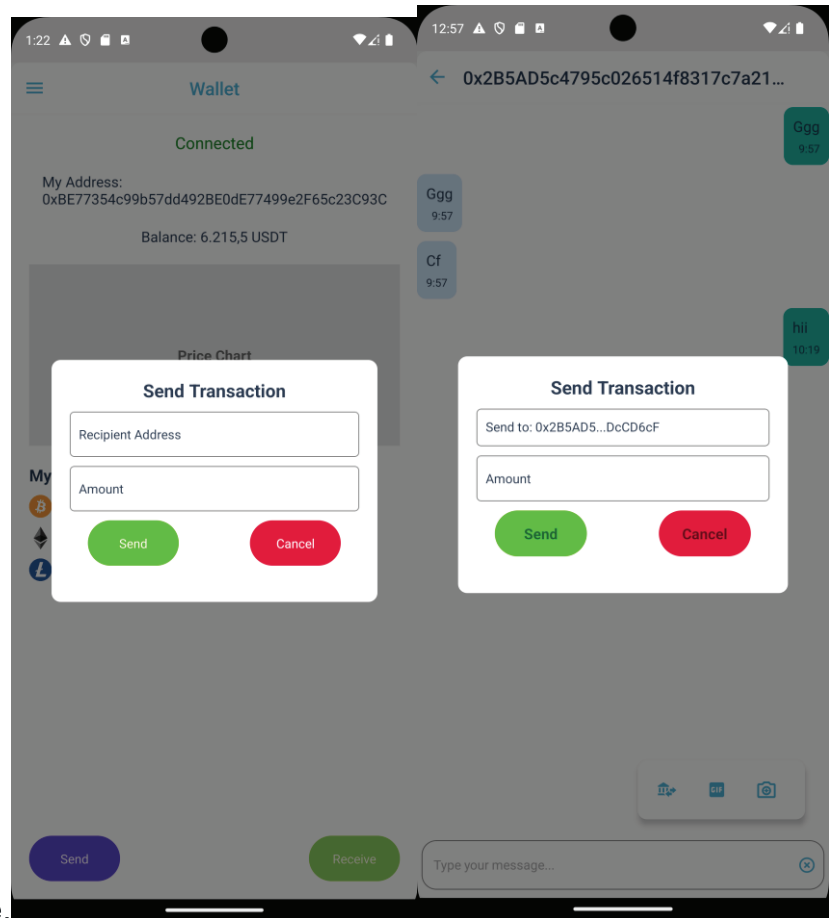 1:22
Wallet
Connected
My Address:
0xBE77354c99b57dd492BE0dE77499e2F65c23C93C
Balance: 6.215,5 USDT
Price Chart
Send Transaction
Recipient Address
My
Amount
Send
Cancel
Send
Receive
12:57
0x2B5AD5c4795c026514f8317c7a21...
Ggg
9:57
Ggg
9:57
Cf
9:57
hii
10:19
Send Transaction
Send to: 0x2B5AD5...DcCD6cF
Amount
Send
Cancel
GIF
Type your message...